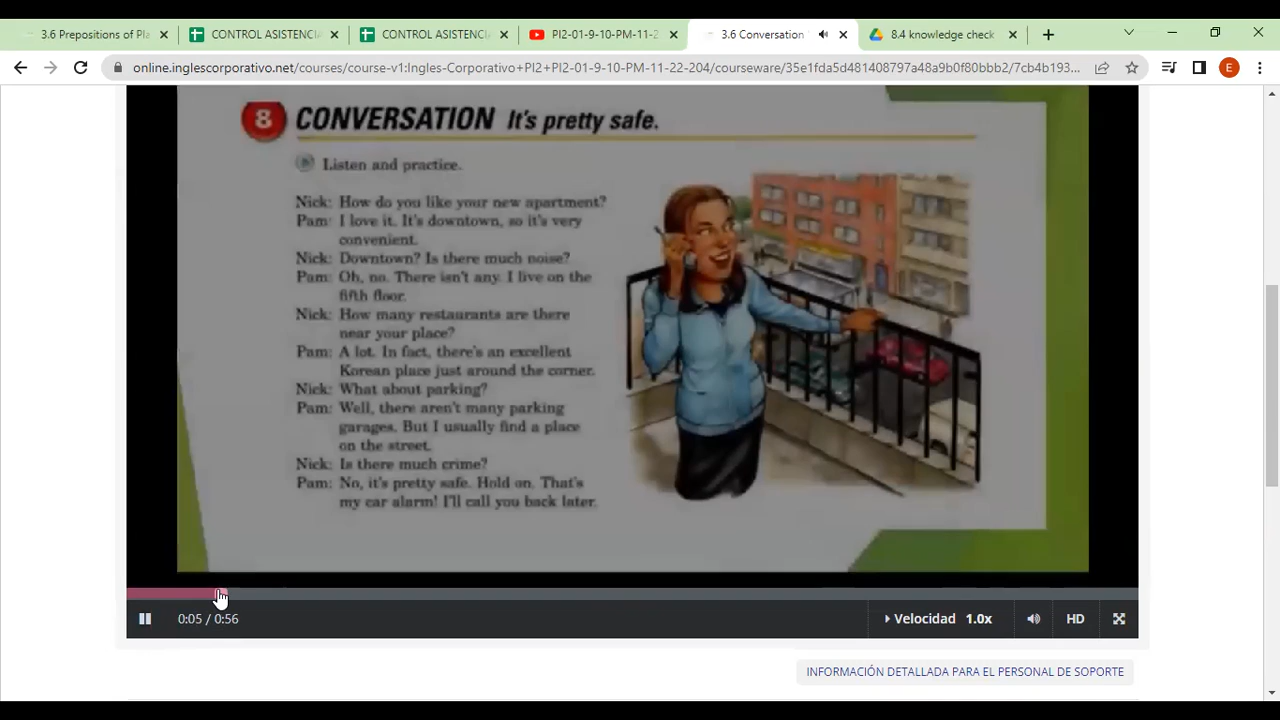 3.6 Prepositions of Pla
CONTROL ASISTENCIA
CONTROL ASISTENCIA
PI2-01-9-10-PM-11-2
3.6 Conversation
8.4 knowledge check
online.inglescorporativo.net/courses/course-v1:Ingles-Corporativo+PI2+PI2-01-9-10-PM-11-22-204/courseware/35e1fda5d481408797a48a9b0f80bbb2/7cb4b193...
E
8 CONVERSATION It's pretty safe.
Listen and practice.
Nick: How do you like your new apartment?
Pam: I love it. It's downtown, so it's very
convenient.
Nick: Downtown? Is there much noise?
Pam: Oh, no. There isn't any. I live on the
fifth floor.
Nick: How many restaurants are there
near your place?
Pam: A lot. In fact, there's an excellent
Korean place just around the corner.
Nick: What about parking?
Pam: Well, there aren't many parking
garages. But I usually find a place
on the street.
Nick: Is there much crime?
Pam: No, it's pretty safe. Hold on. That's
my car alarm! I'll call you back later.
0:05 / 0:56
Velocidad 1.0x
HD
INFORMACIÓN DETALLADA PARA EL PERSONAL DE SOPORTE